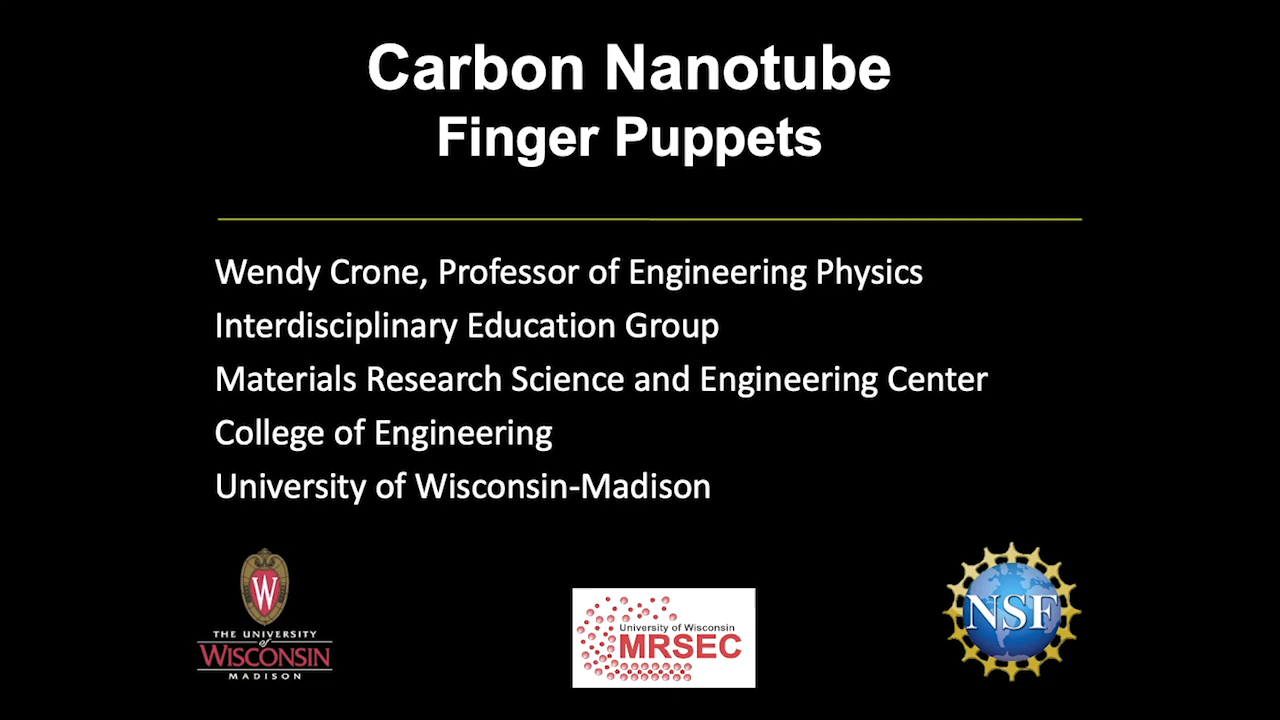 Carbon Nanotube
Finger Puppets
Wendy Crone, Professor of Engineering Physics
Interdisciplinary Education Group
Materials Research Science and Engineering Center
College of Engineering
University of Wisconsin-Madison
W
THE UNIVERSITY
of
WISCONSIN
MADISON
University of Wisconsin
MRSEC
NSF